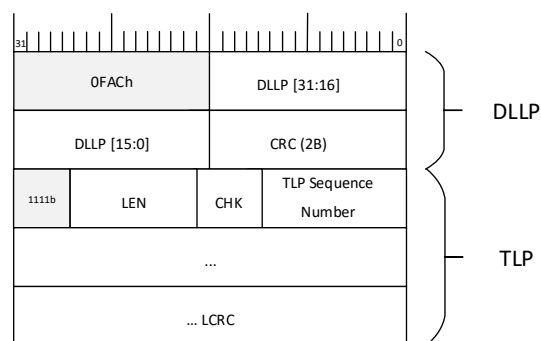 31 0
0FACh DLLP [31:16]
DLLP
DLLP [15:0] CRC (2B)
1111b LEN CHK TLP Sequence
Number
...
TLP
... LCRC